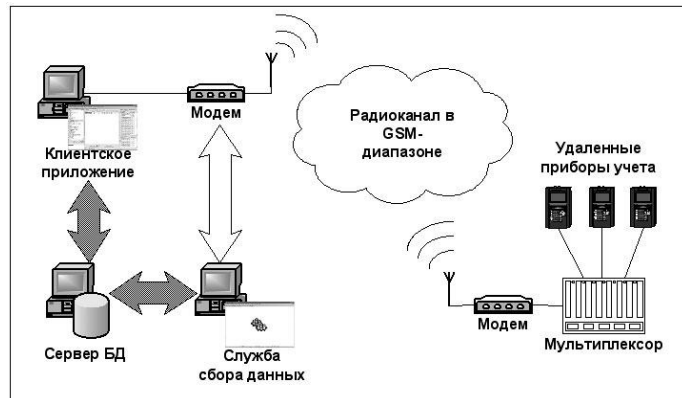 Модем
Клиентское
приложение
Радиоканал в
GSM-
диапазоне
Удаленные
приборы учета
Сервер БД
Служба
сбора данных
Модем
Мультиплексор